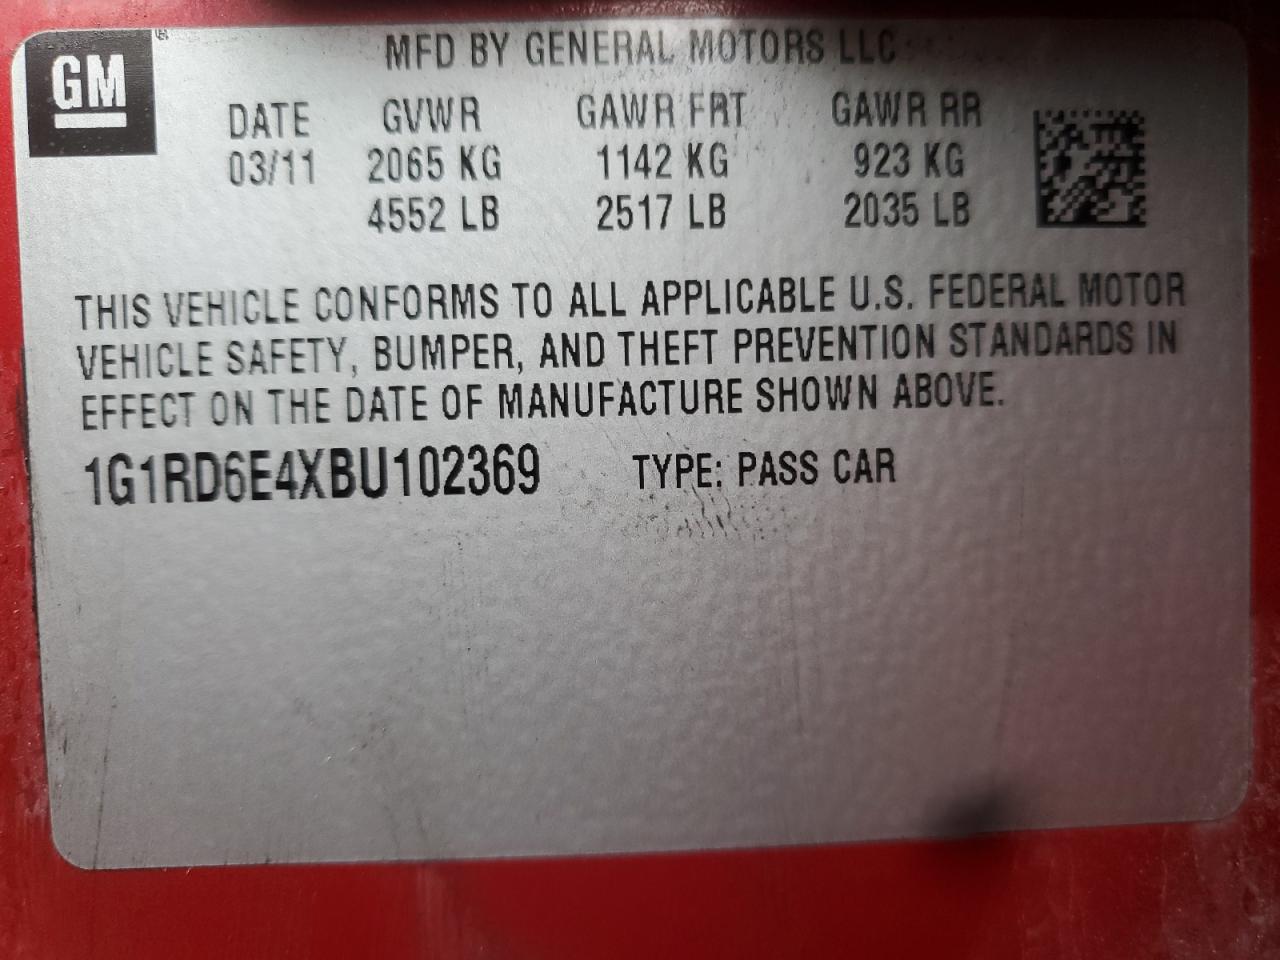 GM
MFD BY GENERAL MOTORS LLC
DATE GVWR GAWR FRT GAWR RR
03/11 2065 KG 1142 KG 923 KG
4552 LB 2517 LB 2035 LB
THIS VEHICLE CONFORMS TO ALL APPLICABLE U.S. FEDERAL MOTOR
VEHICLE SAFETY, BUMPER, AND THEFT PREVENTION STANDARDS IN
EFFECT ON THE DATE OF MANUFACTURE SHOWN ABOVE.
1G1RD6E4XBU102369 TYPE: PASS CAR